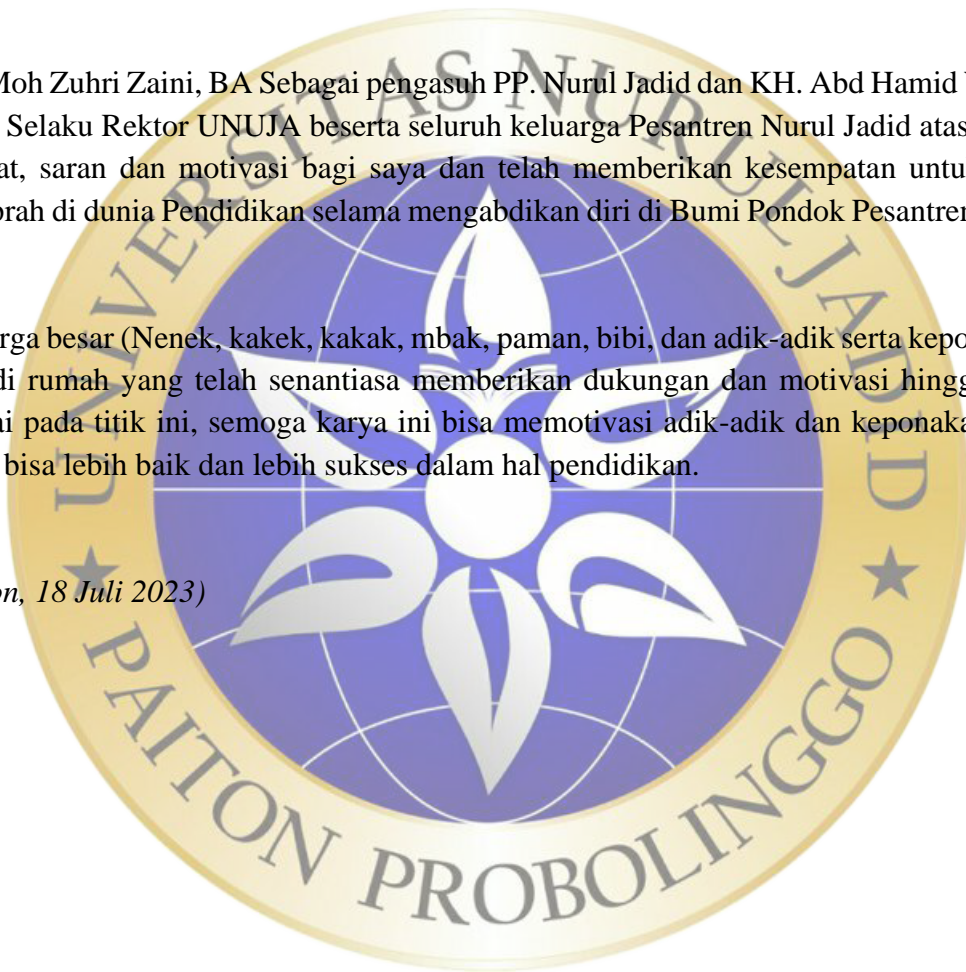 Moh Zuhri Zaini, BA Sebagai pengasuh PP. Nurul Jadid dan KH. Abd Hamid
Selaku Rektor UNUJA beserta seluruh keluarga Pesantren Nurul Jadid atas
at, saran dan motivasi bagi saya dan telah memberikan kesempatan untu
prah di dunia Pendidikan selama mengabdikan diri di Bumi Pondok Pesantren
rga besar (Nenek, kakek, kakak, mbak, paman, bibi, dan adik-adik serta kepo
di rumah yang telah senantiasa memberikan dukungan dan motivasi hingg
ai pada titik ini, semoga karya ini bisa memotivasi adik-adik dan keponaka
bisa lebih baik dan lebih sukses dalam hal pendidikan.
on, 18 Juli 2023)
UNIVERSITAS NURUL JADID
PAITON PROBOLINGGO